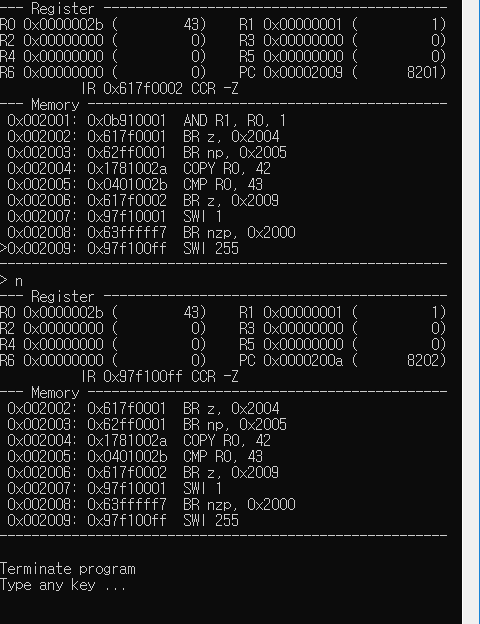 --- Register ---------------------------------------------
R0 0x0000002b (        43)    R1 0x00000001 (         1)
R2 0x00000000 (         0)    R3 0x00000000 (         0)
R4 0x00000000 (         0)    R5 0x00000000 (         0)
R6 0x00000000 (         0)    PC 0x00002009 (      8201)
IR 0x617f0002 CCR -Z
--- Memory -----------------------------------------------
0x002001: 0x0b910001  AND R1, R0, 1
0x002002: 0x617f0001  BR z, 0x2004
0x002003: 0x62ff0001  BR np, 0x2005
0x002004: 0x1781002a  COPY R0, 42
0x002005: 0x0401002b  CMP R0, 43
0x002006: 0x617f0002  BR z, 0x2009
0x002007: 0x97f10001  SWI 1
0x002008: 0x63fffff7  BR nzp, 0x2000
>0x002009: 0x97f100ff  SWI 255
----------------------------------------------------------
> n
--- Register ---------------------------------------------
R0 0x0000002b (        43)    R1 0x00000001 (         1)
R2 0x00000000 (         0)    R3 0x00000000 (         0)
R4 0x00000000 (         0)    R5 0x00000000 (         0)
R6 0x00000000 (         0)    PC 0x0000200a (      8202)
IR 0x97f100ff CCR -Z
--- Memory -----------------------------------------------
0x002002: 0x617f0001  BR z, 0x2004
0x002003: 0x62ff0001  BR np, 0x2005
0x002004: 0x1781002a  COPY R0, 42
0x002005: 0x0401002b  CMP R0, 43
0x002006: 0x617f0002  BR z, 0x2009
0x002007: 0x97f10001  SWI 1
0x002008: 0x63fffff7  BR nzp, 0x2000
0x002009: 0x97f100ff  SWI 255
----------------------------------------------------------
Terminate program
Type any key ...